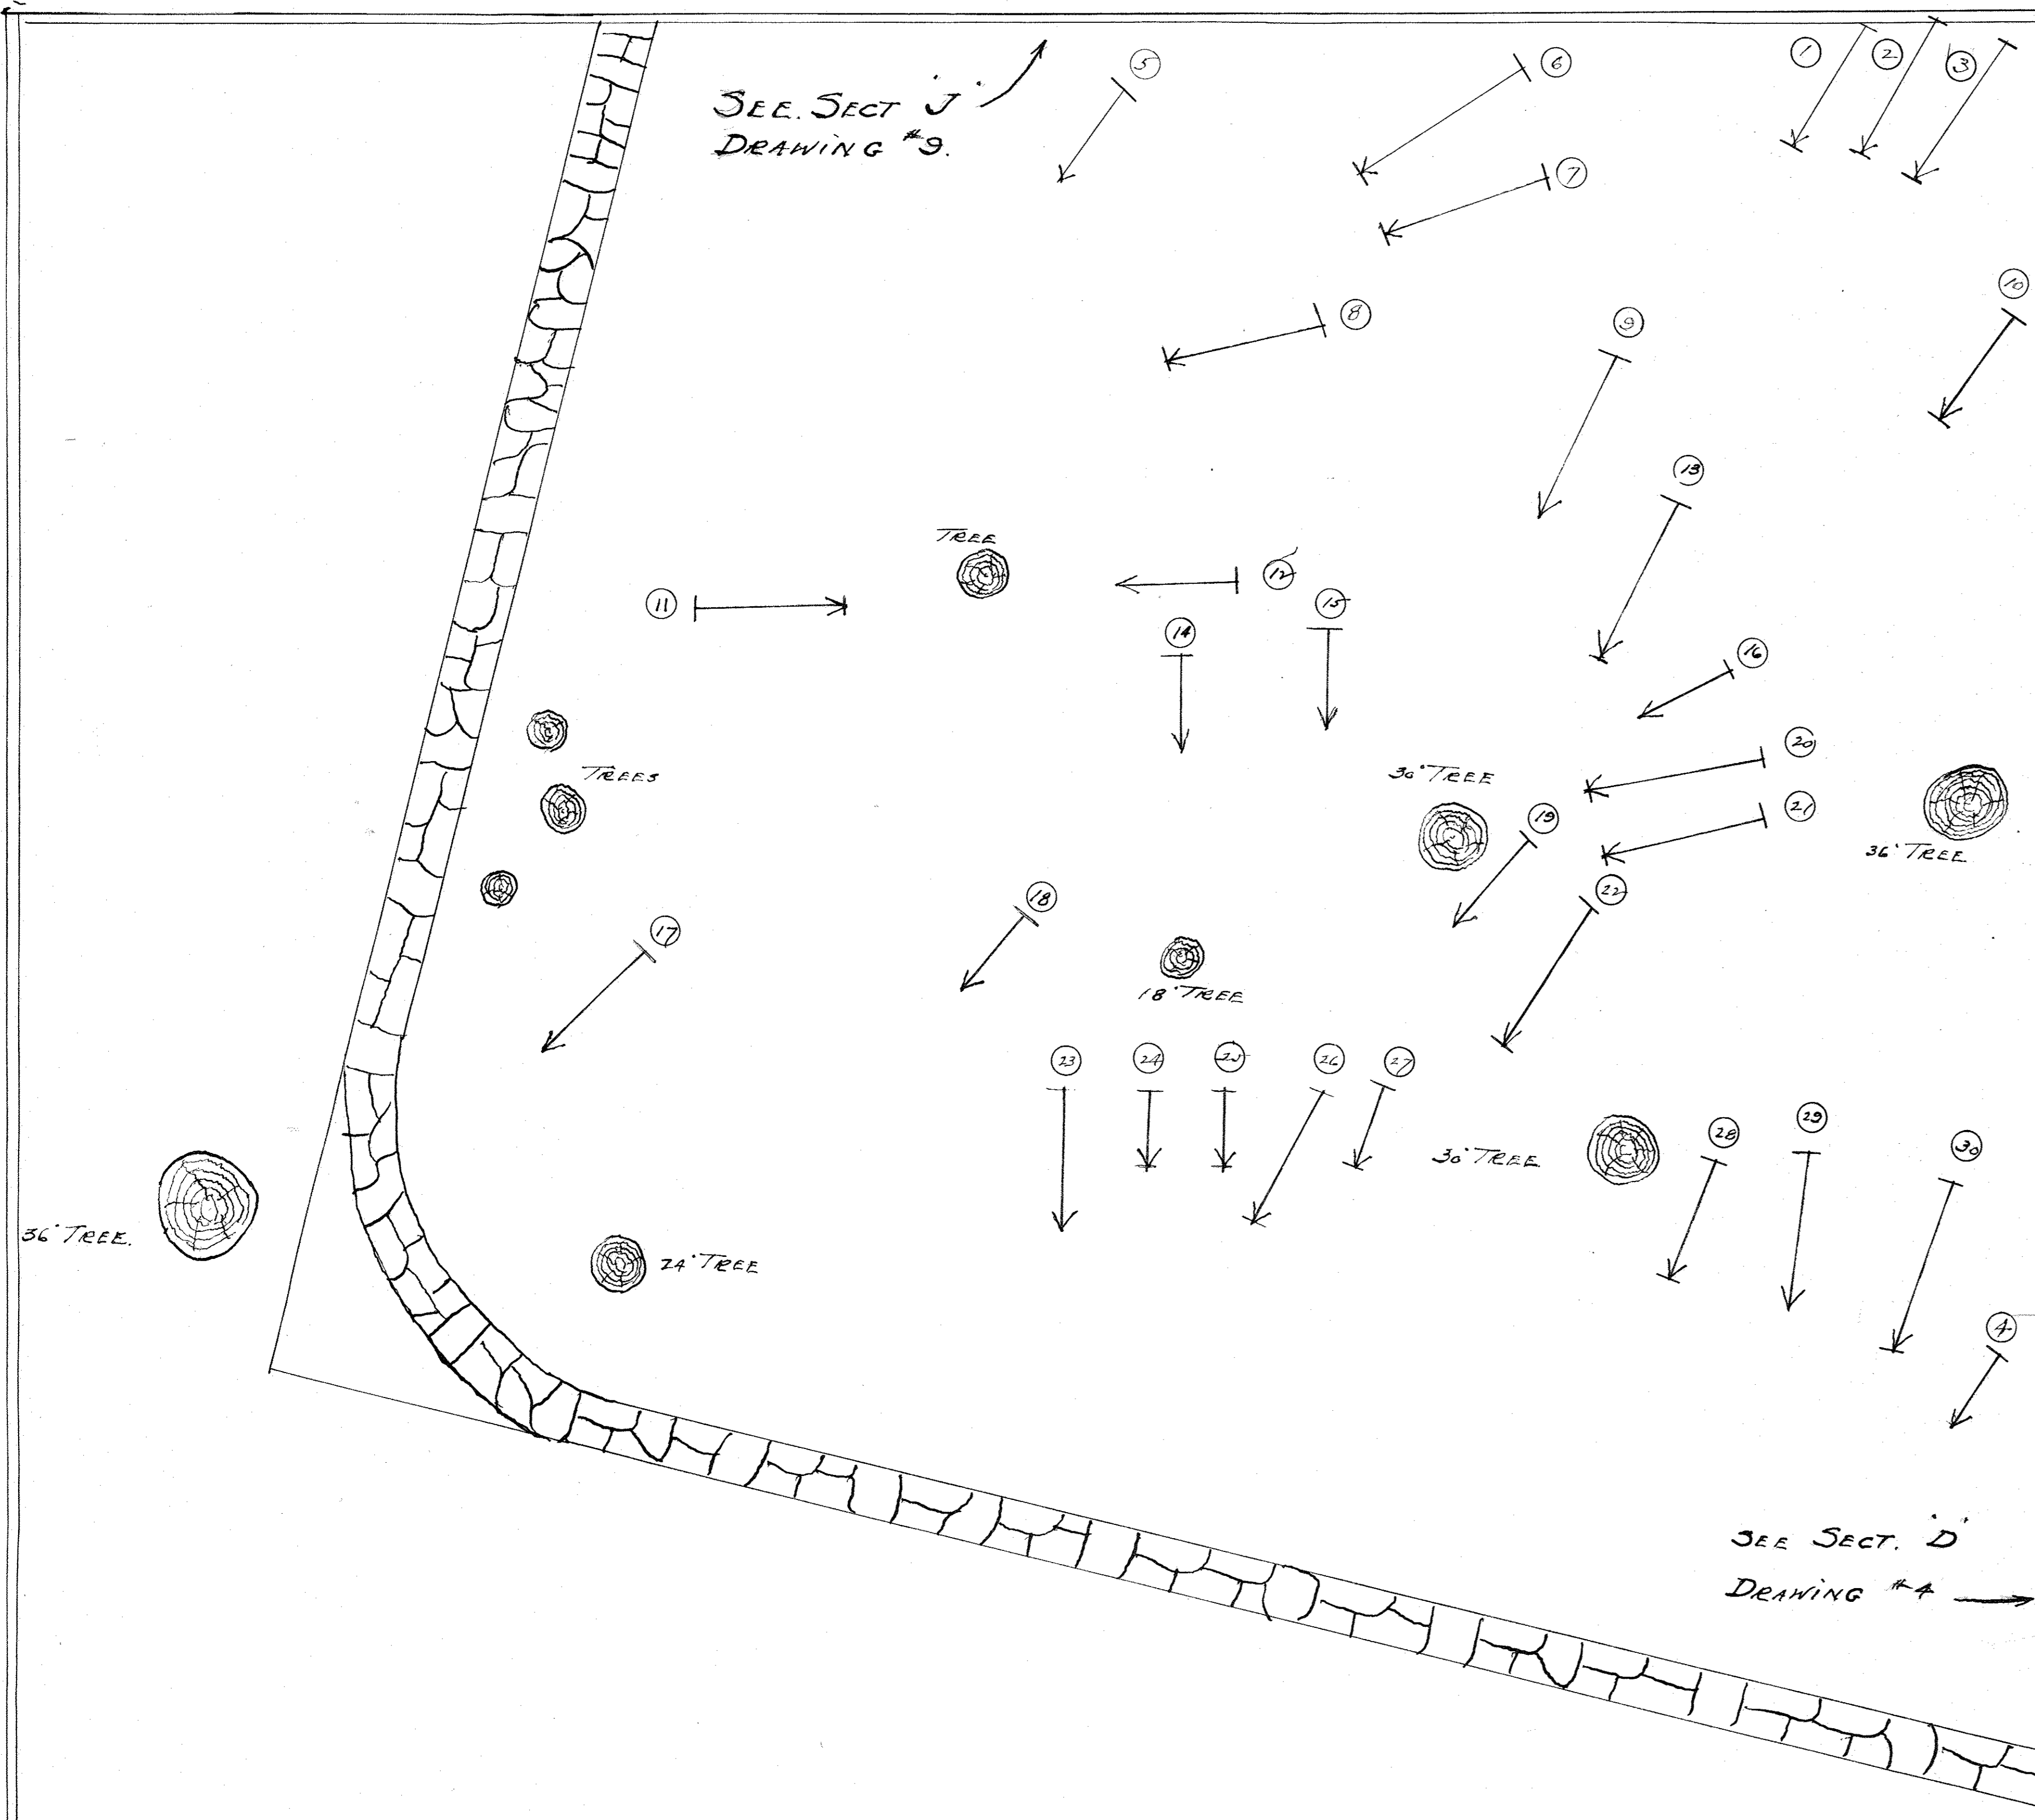 SEE. SECT "J"
DRAWING #9.
5
6
1
2
3
7
8
9
10
13
TREE
11
12
14
15
16
TREES
30" TREE
20
19
21
36" TREE
17
18
22
18" TREE
23
24
25
26
27
30" TREE
28
29
30
36" TREE.
24" TREE
4
SEE SECT. "D"
DRAWING #4